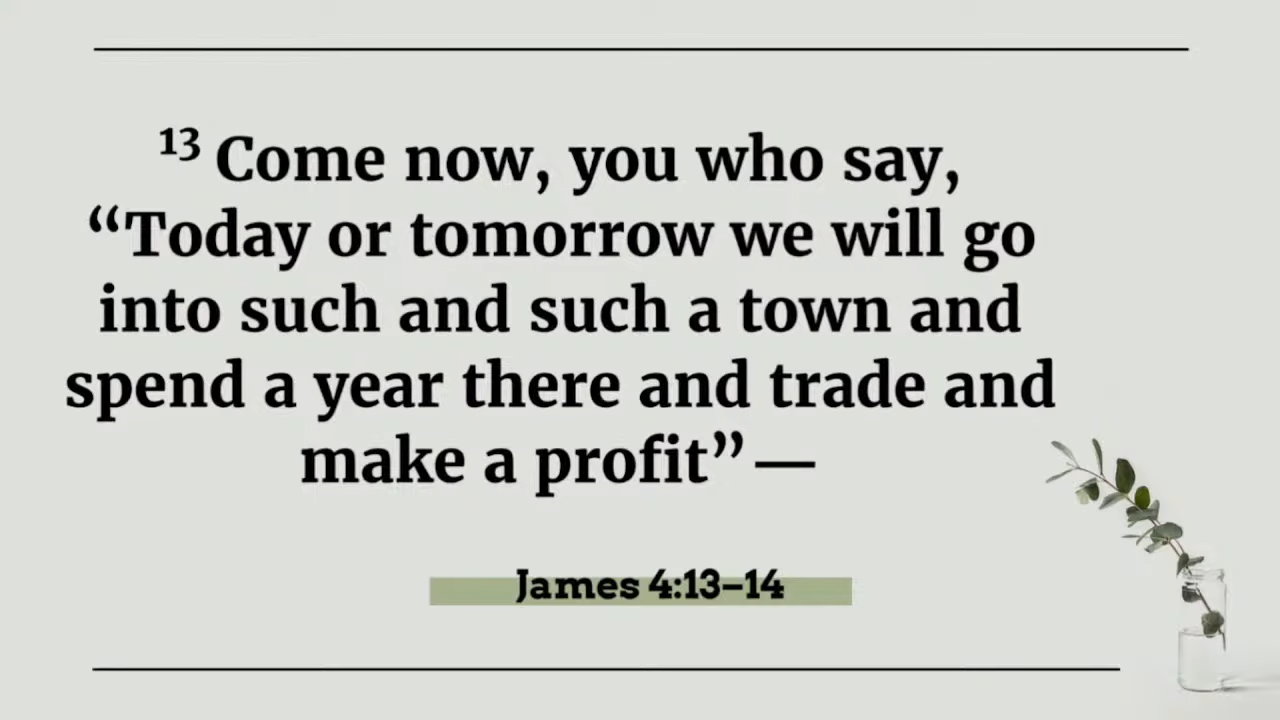 ¹³ Come now, you who say,
“Today or tomorrow we will go
into such and such a town and
spend a year there and trade and
make a profit”—
James 4:13–14